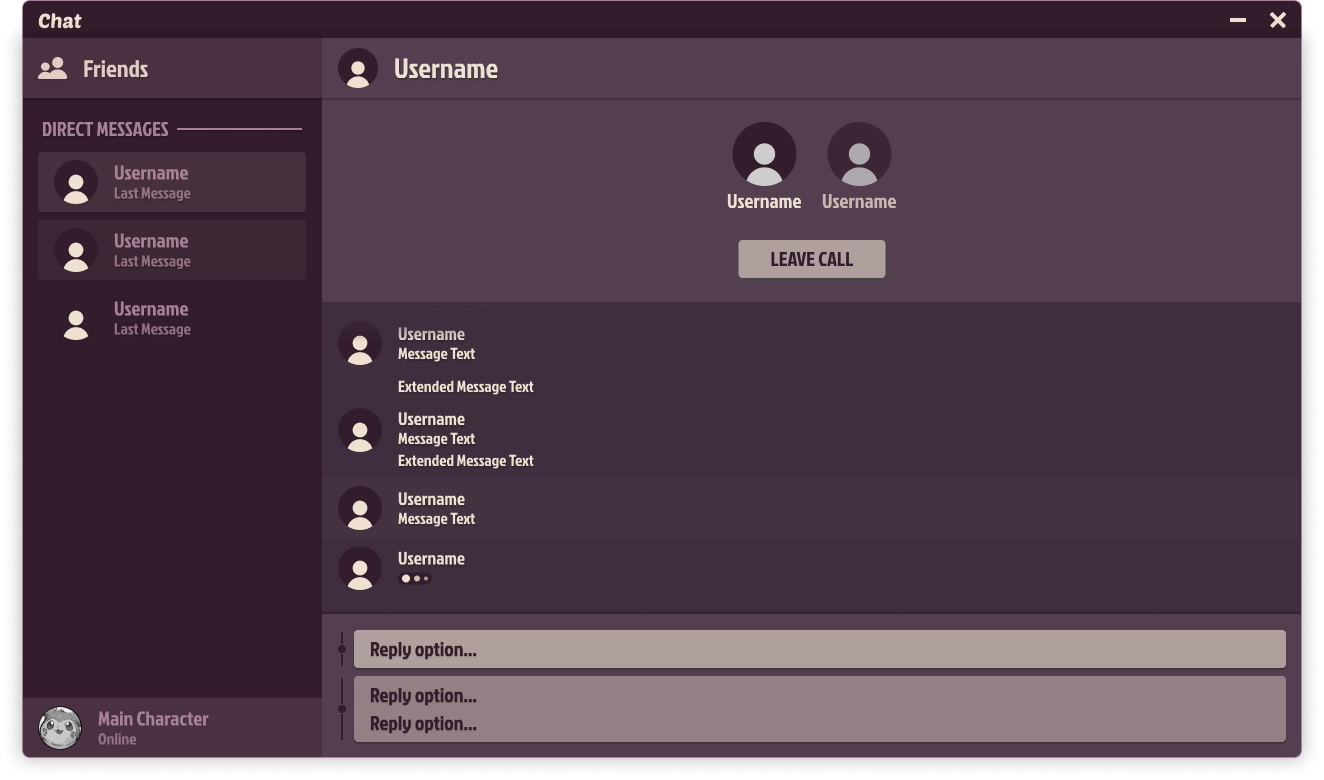 Chat
Friends
Username
DIRECT MESSAGES
Username
Last Message
Username
Last Message
Username
Last Message
Username
Username
LEAVE CALL
Username
Message Text
Extended Message Text
Username
Message Text
Extended Message Text
Username
Message Text
Username
Reply option...
Reply option...
Reply option...
Main Character
Online